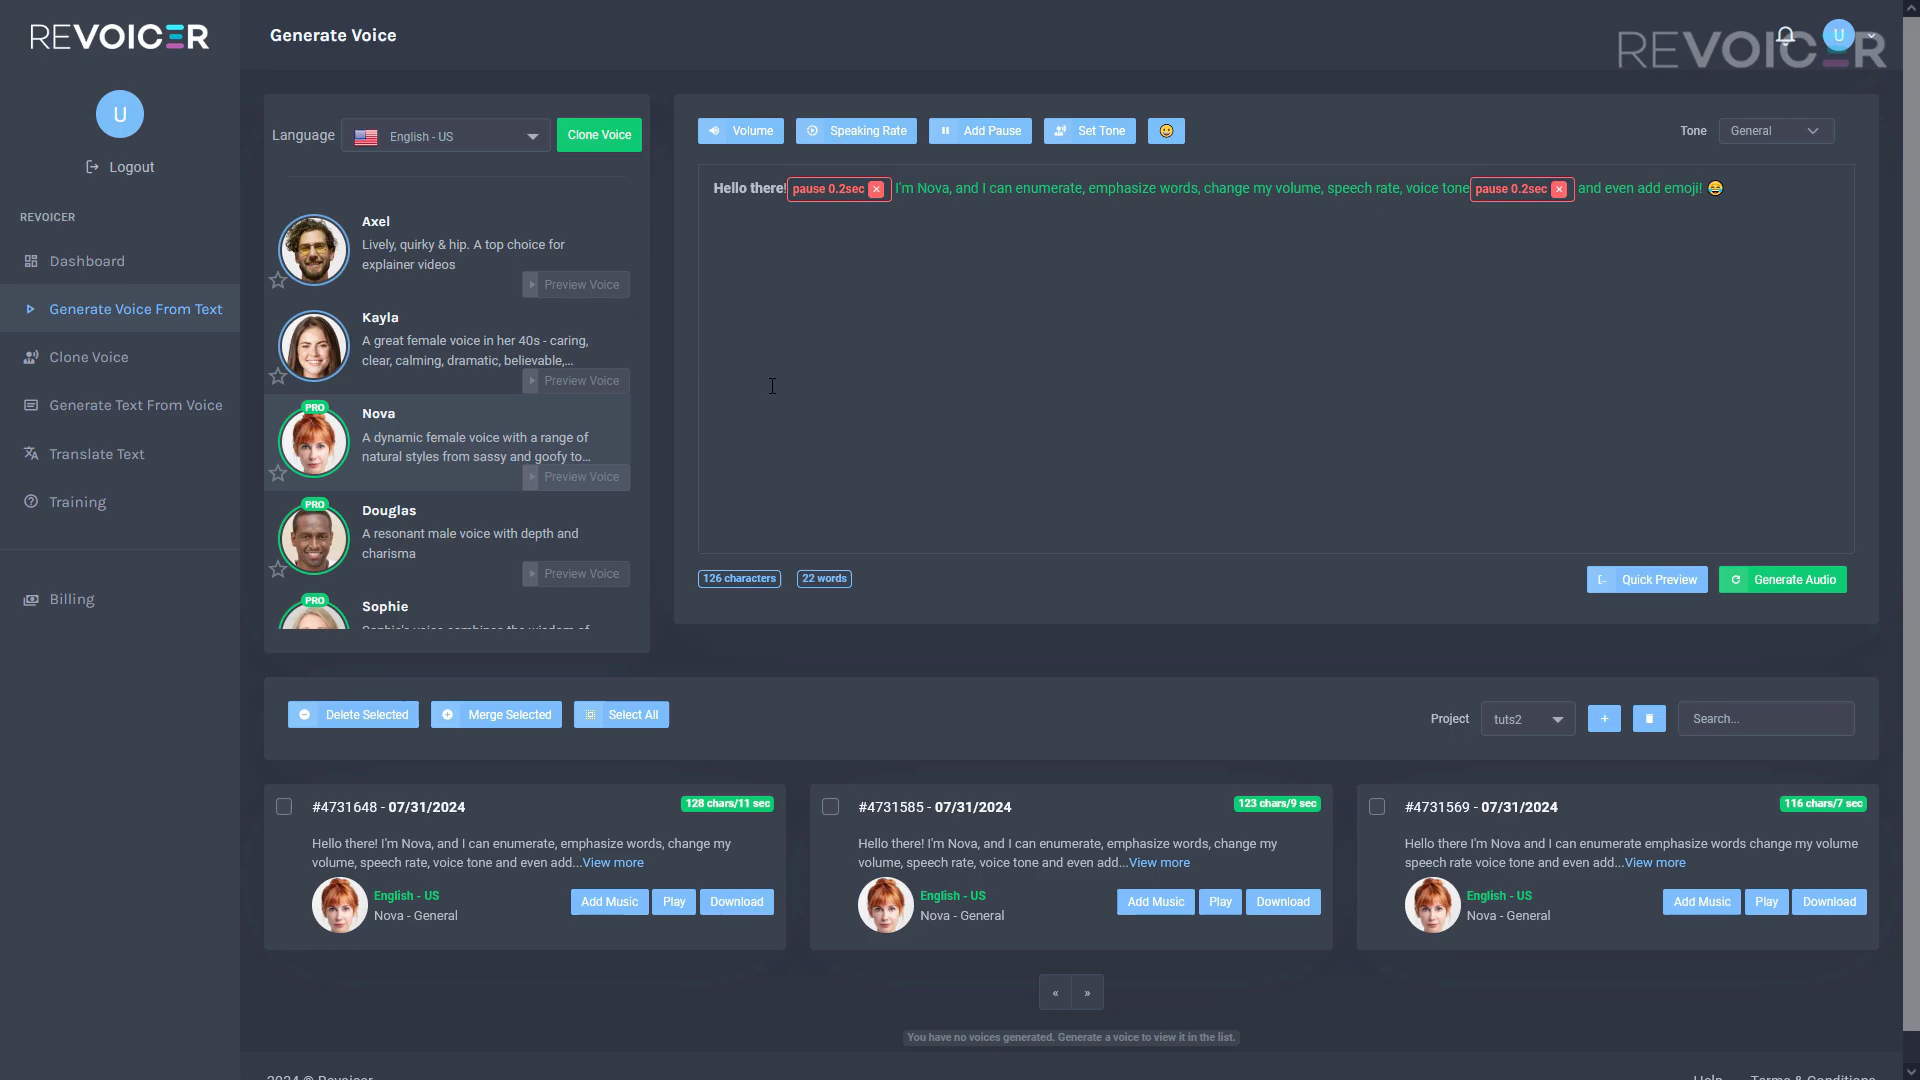 REVOICER
Generate Voice
REVOICER
U
U
Logout
REVOICER
Dashboard
Generate Voice From Text
Clone Voice
Generate Text From Voice
Translate Text
Training
Billing
Language
English - US
Clone Voice
Axel
Lively, quirky & hip. A top choice for
explainer videos
Preview Voice
Kayla
A great female voice in her 40s - caring,
clear, calming, dramatic, believable,...
Preview Voice
PRO
Nova
A dynamic female voice with a range of
natural styles from sassy and goofy to...
Preview Voice
PRO
Douglas
A resonant male voice with depth and
charisma
Preview Voice
PRO
Sophie
Sophie's voice combines the wisdom of
Volume
Speaking Rate
Add Pause
Set Tone
Tone
General
Hello there! pause 0.2sec I'm Nova, and I can enumerate, emphasize words, change my volume, speech rate, voice tone pause 0.2sec and even add emoji! 😂
126 characters
22 words
Quick Preview
Generate Audio
Delete Selected
Merge Selected
Select All
Project
tuts2
+
Search...
#4731648 - 07/31/2024
128 chars/11 sec
Hello there! I'm Nova, and I can enumerate, emphasize words, change my
volume, speech rate, voice tone and even add...View more
English - US
Nova - General
Add Music
Play
Download
#4731585 - 07/31/2024
123 chars/9 sec
Hello there! I'm Nova, and I can enumerate, emphasize words, change my
volume, speech rate, voice tone and even add...View more
English - US
Nova - General
Add Music
Play
Download
#4731569 - 07/31/2024
116 chars/7 sec
Hello there I'm Nova and I can enumerate emphasize words change my volume
speech rate voice tone and even add...View more
English - US
Nova - General
Add Music
Play
Download
«
»
You have no voices generated. Generate a voice to view it in the list.
2024 © Revoicer
Help
Terms & Conditions